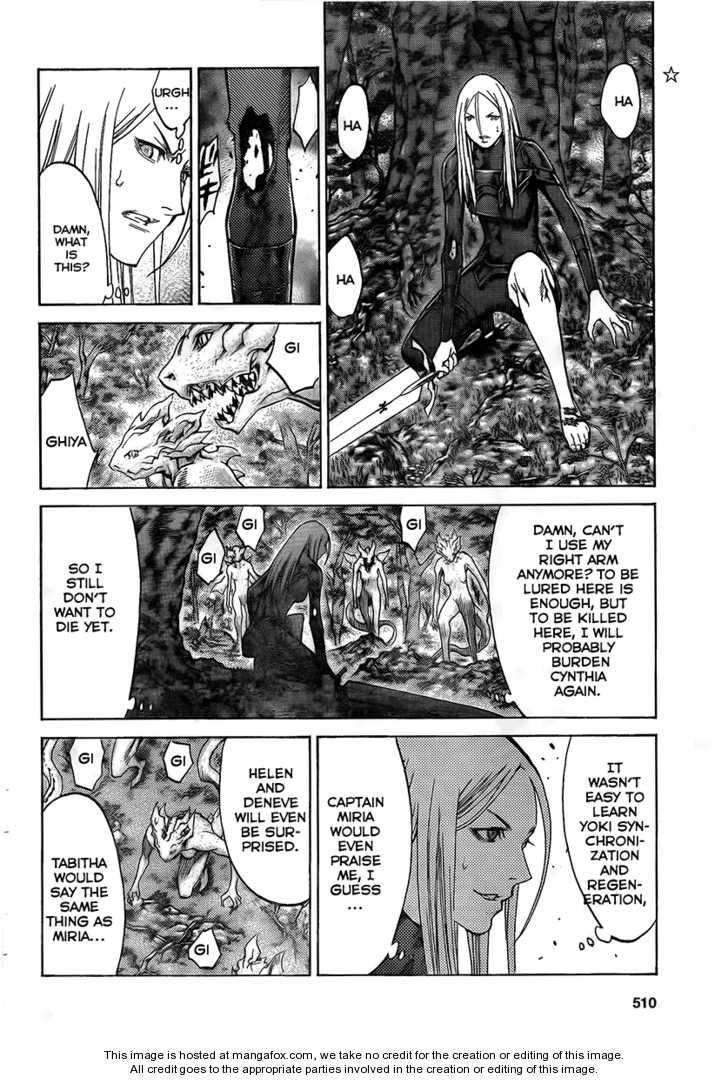 ☆
HA
HA
HA
URGH
...
DAMN,
WHAT
IS
THIS?
GI
GHIYA
DAMN, CAN'T
I USE MY
RIGHT ARM
ANYMORE? TO BE
LURED HERE IS
ENOUGH, BUT
TO BE KILLED
HERE, I WILL
PROBABLY
BURDEN
CYNTHIA
AGAIN.
GI
GI
GI
SO I
STILL
DON'T
WANT TO
DIE YET.
IT
WASN'T
EASY TO
LEARN
YOKI SYN-
CHRONI-
ZATION
AND
REGEN-
ERATION,
CAPTAIN
MIRIA
WOULD
EVEN
PRAISE
ME, I
GUESS
...
HELEN
AND
DENEVE
WILL EVEN
BE SUR-
PRISED.
GI
GI
TABITHA
WOULD
SAY THE
SAME
THING AS
MIRIA...
GI
510
This image is hosted at mangafox.com, we take no credit for the creation or editing of this image.
All credit goes to the appropriate parties involved in the creation or editing of this image.